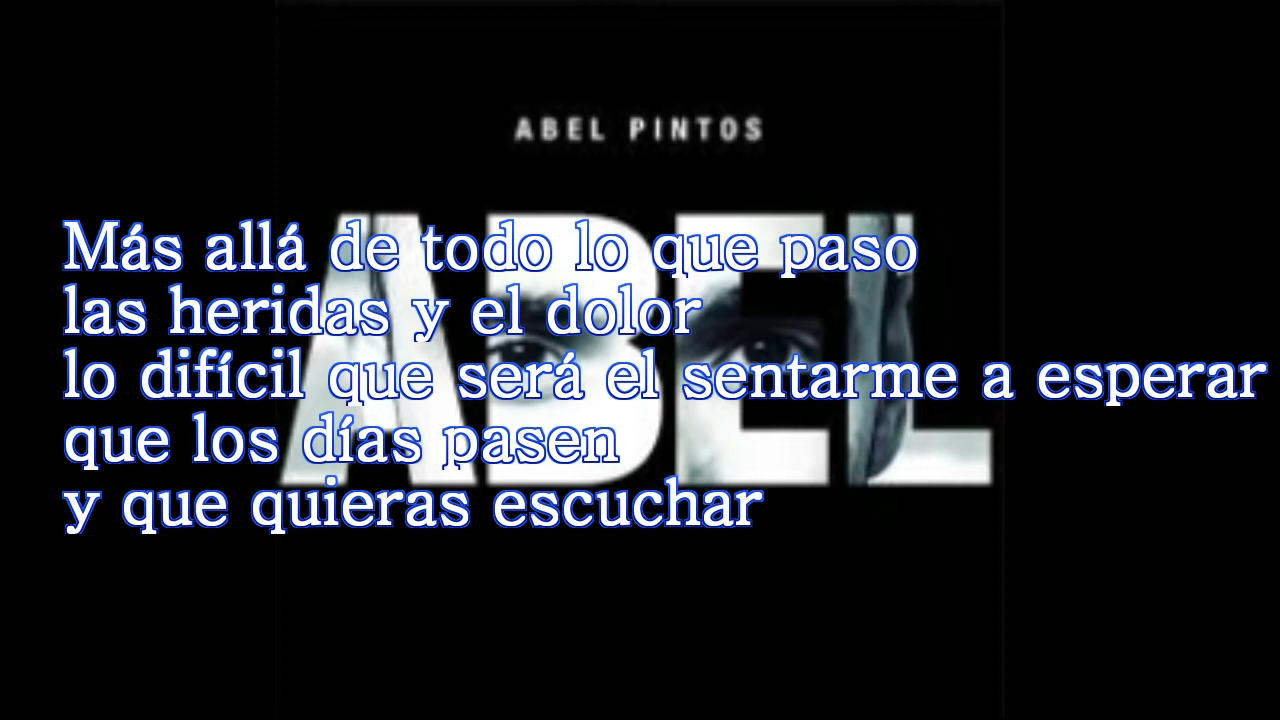 ABEL PINTOS
ABEL
Más allá de todo lo que paso
las heridas y el dolor
lo difícil que será el sentarme a esperar
que los días pasen
y que quieras escuchar